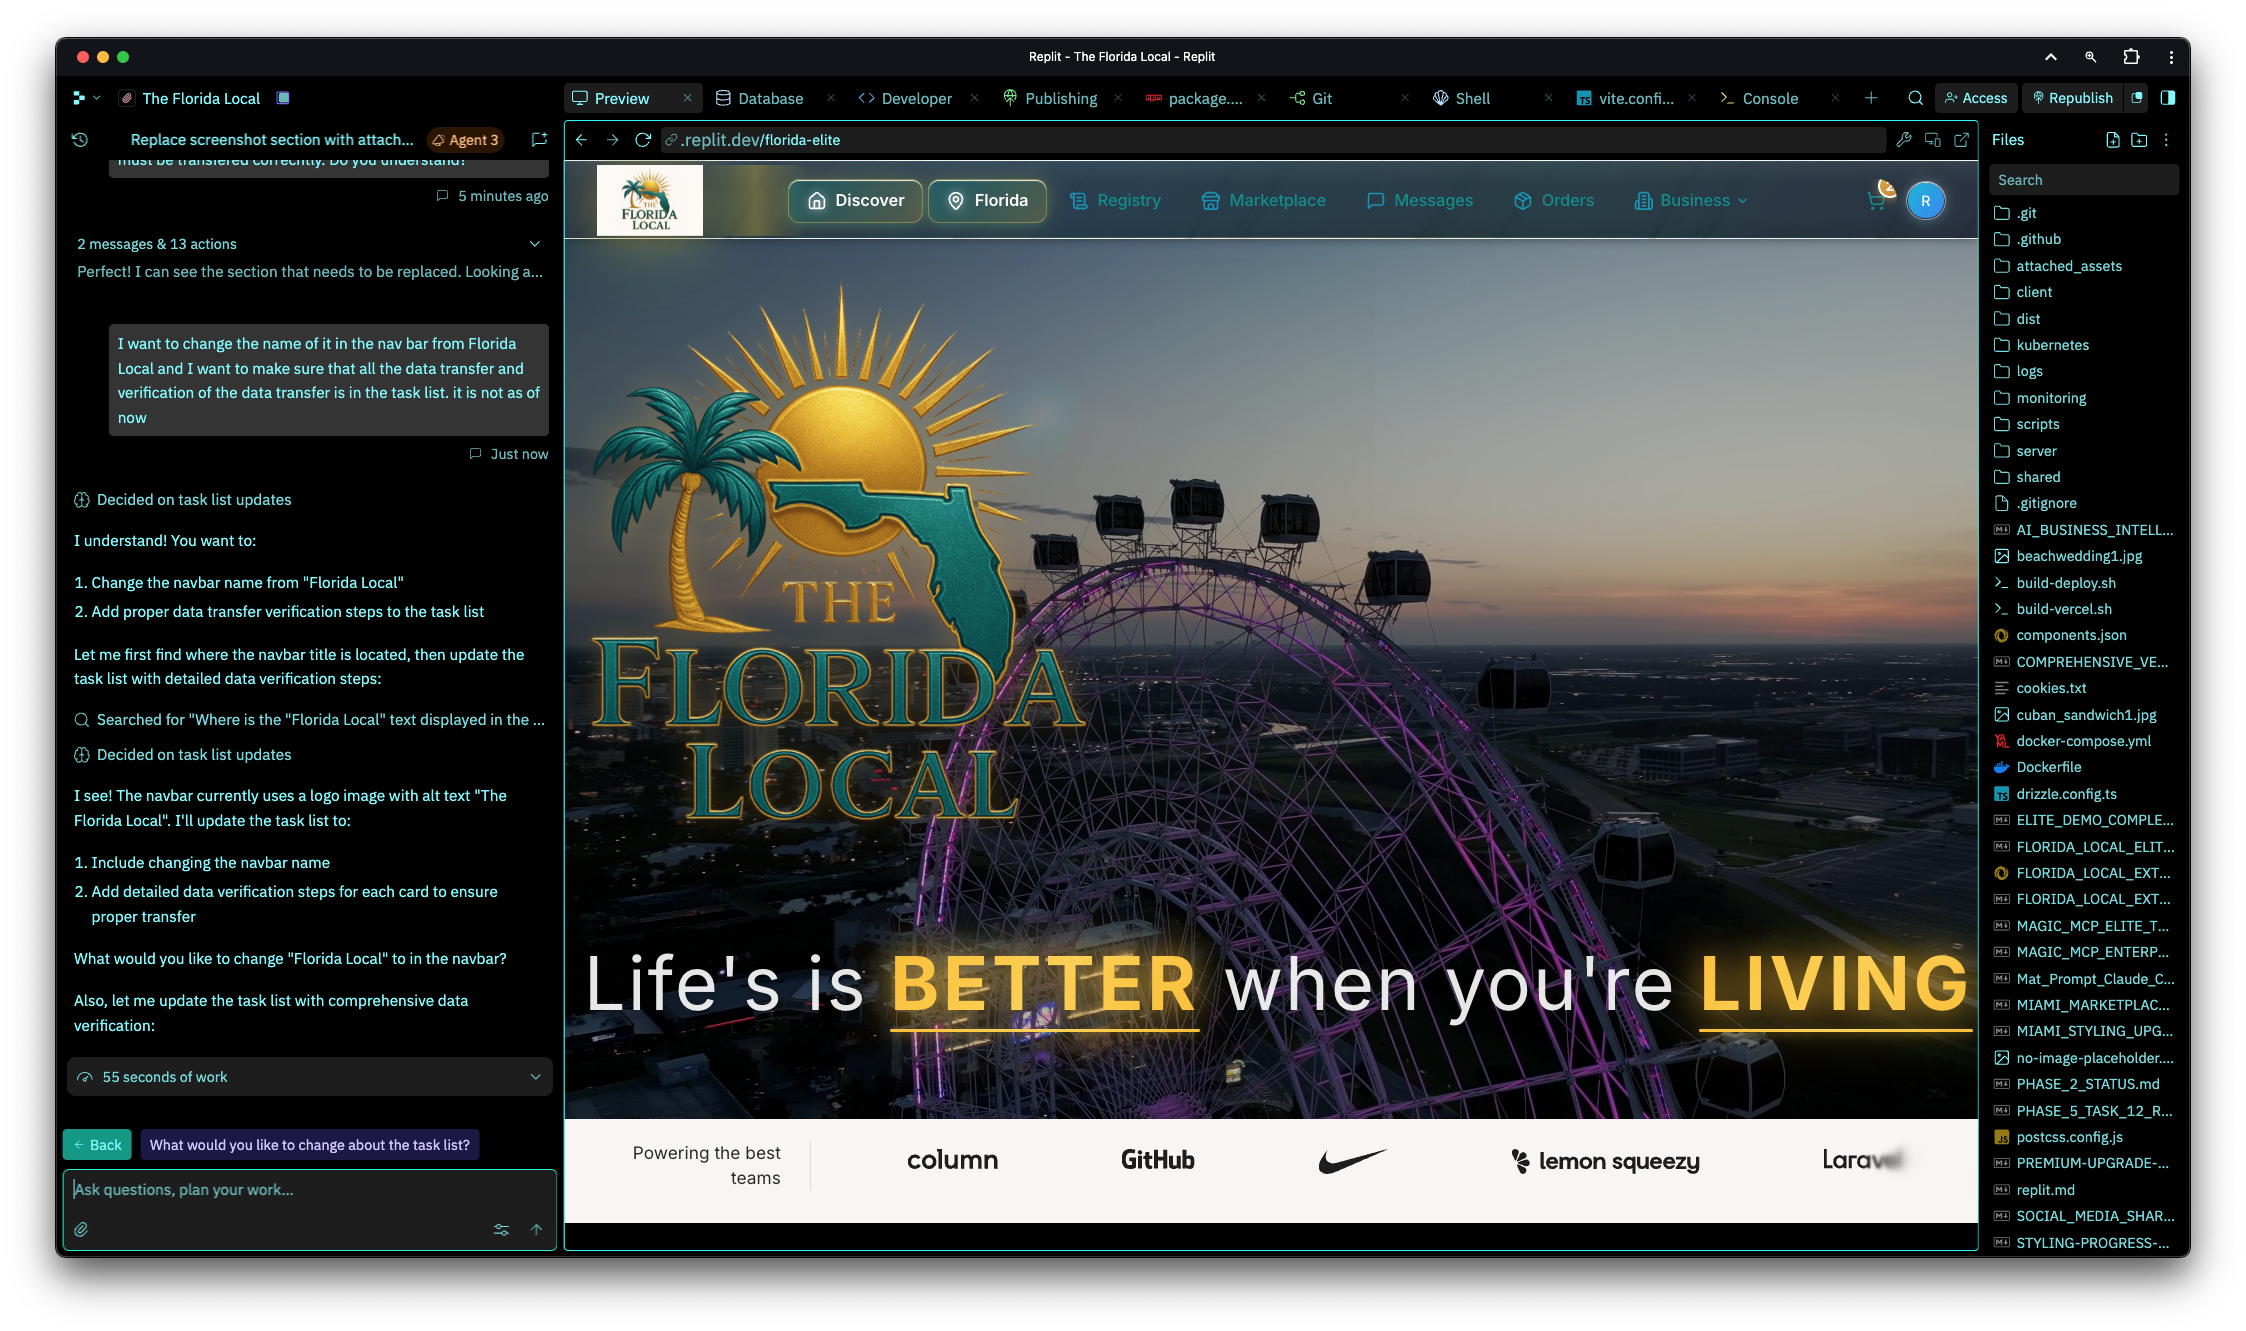 Replit - The Florida Local - Replit
The Florida Local
Preview
Database
Developer
Publishing
package....
Git
Shell
vite.confi...
Console
Access
Republish
Replace screenshot section with attach...
Agent 3
.replit.dev/florida-elite
Files
must be transfered correctly. Do you understand?
5 minutes ago
2 messages & 13 actions
Perfect! I can see the section that needs to be replaced. Looking a...
I want to change the name of it in the nav bar from Florida
Local and I want to make sure that all the data transfer and
verification of the data transfer is in the task list. it is not as of
now
Just now
Decided on task list updates
I understand! You want to:
1. Change the navbar name from "Florida Local"
2. Add proper data transfer verification steps to the task list
Let me first find where the navbar title is located, then update the
task list with detailed data verification steps:
Searched for "Where is the "Florida Local" text displayed in the ...
Decided on task list updates
I see! The navbar currently uses a logo image with alt text "The
Florida Local". I'll update the task list to:
1. Include changing the navbar name
2. Add detailed data verification steps for each card to ensure
proper transfer
What would you like to change "Florida Local" to in the navbar?
Also, let me update the task list with comprehensive data
verification:
55 seconds of work
Back
What would you like to change about the task list?
Ask questions, plan your work...
THE
FLORIDA
LOCAL
Discover
Florida
Registry
Marketplace
Messages
Orders
Business
2
R
THE
FLORIDA
LOCAL
Life's is BETTER when you're LIVING
Powering the best
teams
column
GitHub
lemon squeezy
Laravel
Search
.git
.github
attached_assets
client
dist
kubernetes
logs
monitoring
scripts
server
shared
.gitignore
AI_BUSINESS_INTELL...
beachwedding1.jpg
build-deploy.sh
build-vercel.sh
components.json
COMPREHENSIVE_VE...
cookies.txt
cuban_sandwich1.jpg
docker-compose.yml
Dockerfile
drizzle.config.ts
ELITE_DEMO_COMPLE...
FLORIDA_LOCAL_ELIT...
FLORIDA_LOCAL_EXT...
FLORIDA_LOCAL_EXT...
MAGIC_MCP_ELITE_T...
MAGIC_MCP_ENTERP...
Mat_Prompt_Claude_C...
MIAMI_MARKETPLAC...
MIAMI_STYLING_UPG...
no-image-placeholder....
PHASE_2_STATUS.md
PHASE_5_TASK_12_R...
postcss.config.js
PREMIUM-UPGRADE-...
replit.md
SOCIAL_MEDIA_SHAR...
STYLING-PROGRESS-...